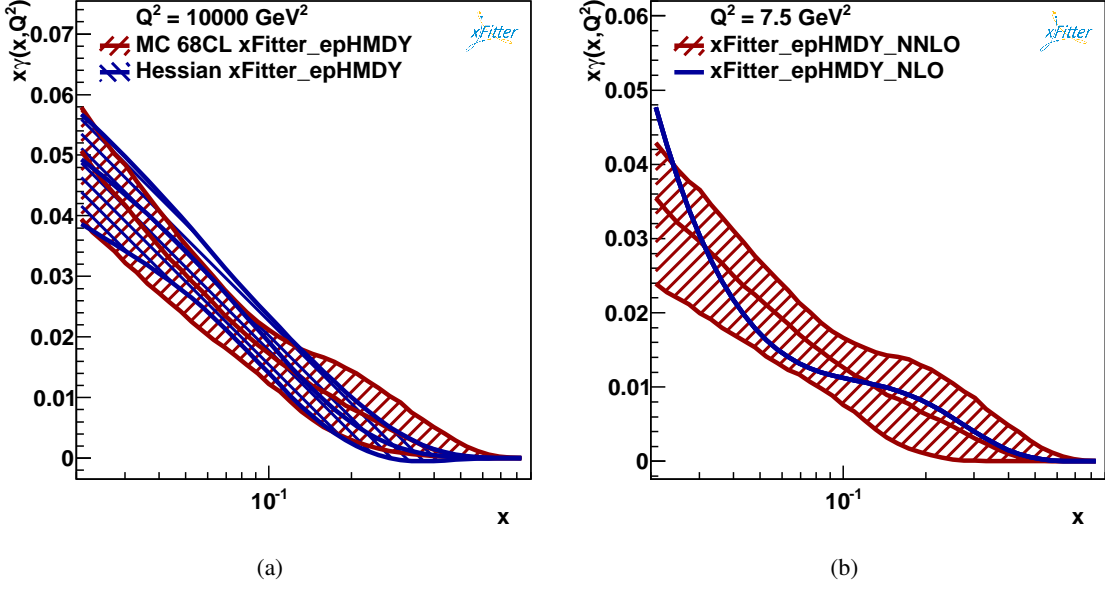 Q² = 10000 GeV²
MC 68CL xFitter_epHMDY
Hessian xFitter_epHMDY
xFitter
xγ(x,Q²)
0.07
0.06
0.05
0.04
0.03
0.02
0.01
0
10⁻¹
x
(a)
Q² = 7.5 GeV²
xFitter_epHMDY_NNLO
xFitter_epHMDY_NLO
xFitter
xγ(x,Q²)
0.06
0.05
0.04
0.03
0.02
0.01
0
10⁻¹
x
(b)